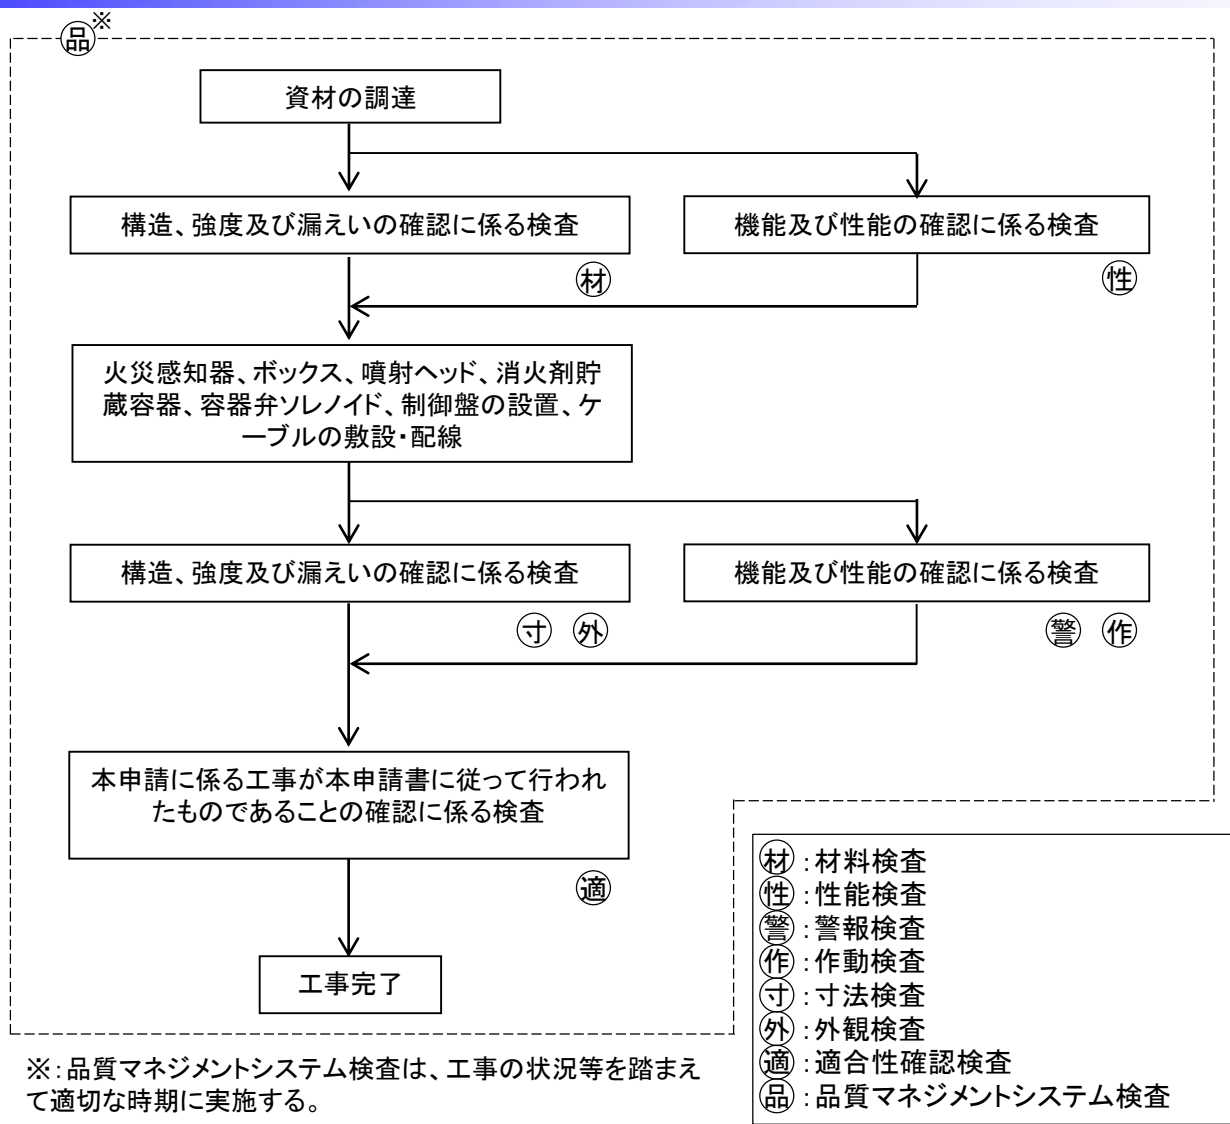 品※
資材の調達
構造、強度及び漏えいの確認に係る検査
機能及び性能の確認に係る検査
材
性
火災感知器、ボックス、噴射ヘッド、消火剤貯
蔵容器、容器弁ソレノイド、制御盤の設置、ケ
ーブルの敷設・配線
構造、強度及び漏えいの確認に係る検査
機能及び性能の確認に係る検査
寸 外
警 作
本申請に係る工事が本申請書に従って行われ
たものであることの確認に係る検査
適
工事完了
材:材料検査
性:性能検査
警:警報検査
作:作動検査
寸:寸法検査
外:外観検査
適:適合性確認検査
品:品質マネジメントシステム検査
※:品質マネジメントシステム検査は、工事の状況等を踏まえ
て適切な時期に実施する。